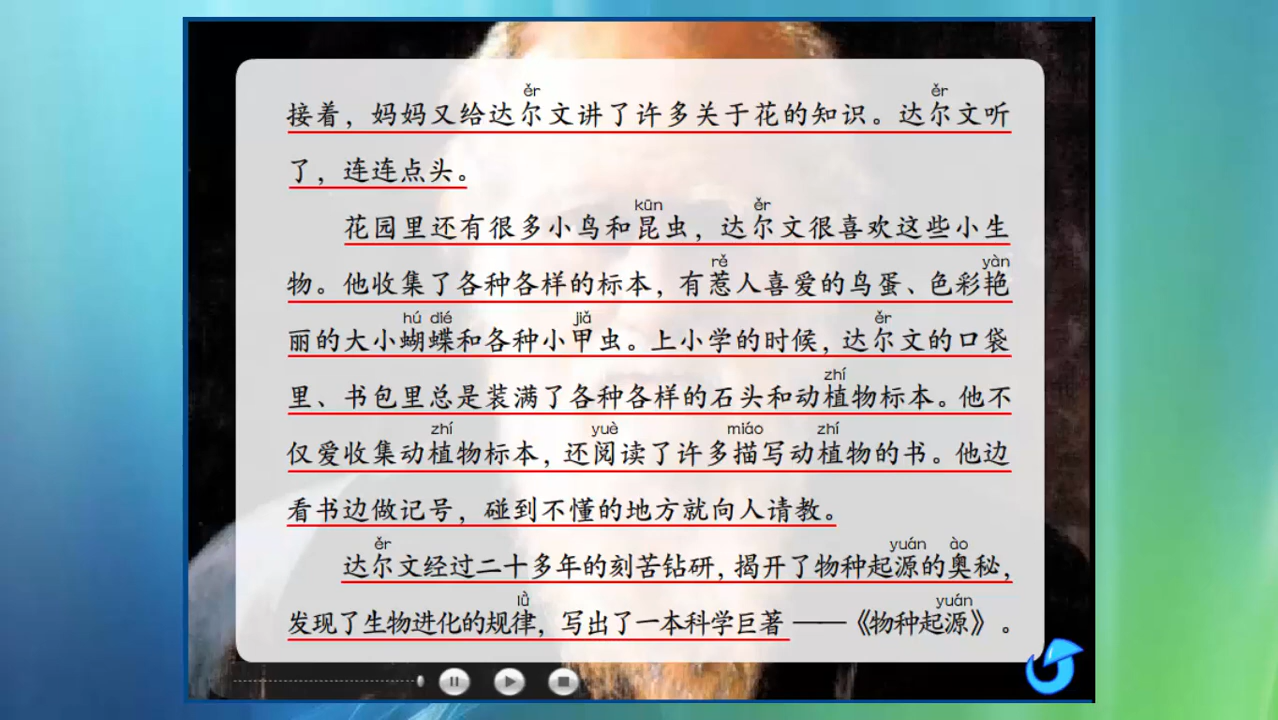 ěr ěr
接着，妈妈又给达尔文讲了许多关于花的知识。达尔文听
了，连连点头。
kūn ěr
花园里还有很多小鸟和昆虫，达尔文很喜欢这些小生
rě yàn
物。他收集了各种各样的标本，有惹人喜爱的鸟蛋、色彩艳
hú dié jiǎ ěr
丽的大小蝴蝶和各种小甲虫。上小学的时候，达尔文的口袋
zhí
里、书包里总是装满了各种各样的石头和动植物标本。他不
zhí yuè miáo zhí
仅爱收集动植物标本，还阅读了许多描写动植物的书。他边
看书边做记号，碰到不懂的地方就向人请教。
ěr yuán ào
达尔文经过二十多年的刻苦钻研，揭开了物种起源的奥秘，
lǜ yuán
发现了生物进化的规律，写出了一本科学巨著——《物种起源》。